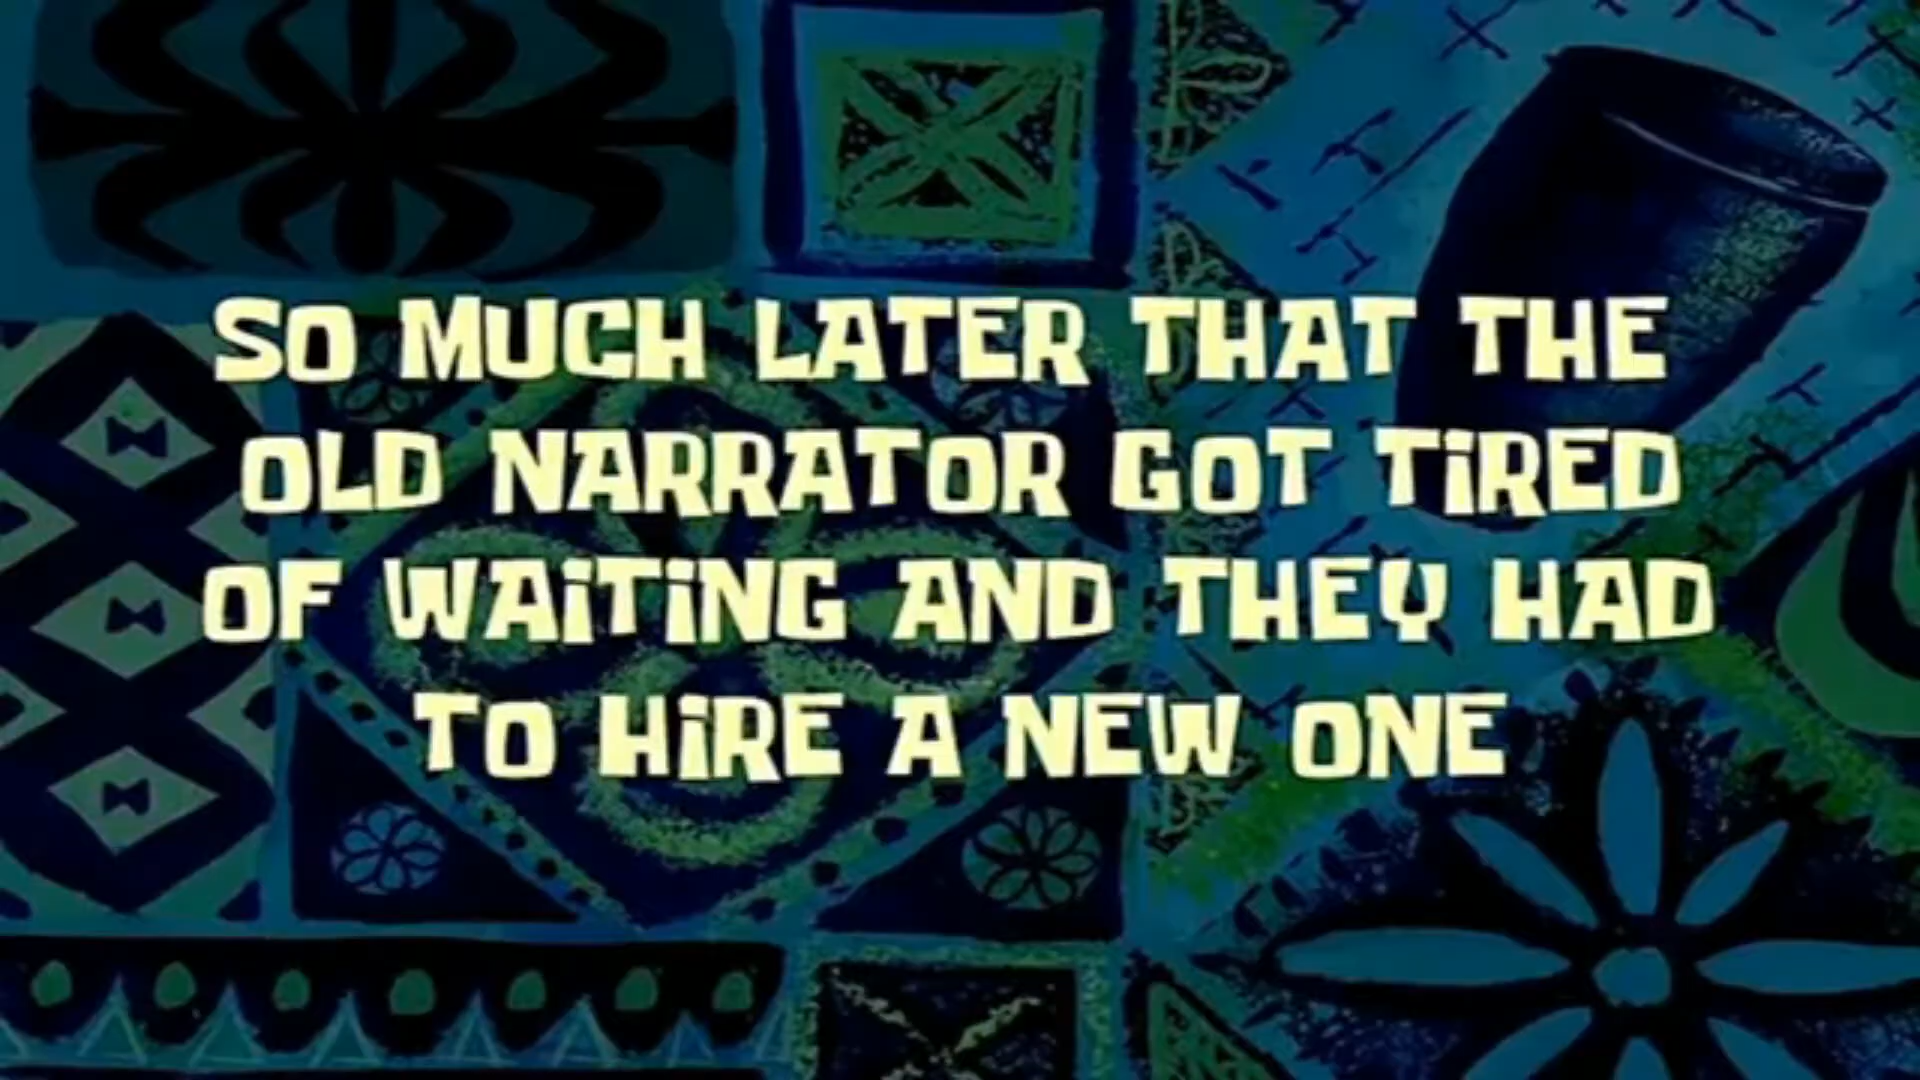 SO MUCH LATER THAT THE
OLD NARRATOR GOT TiRED
OF WAiTiNG AND THEY HAD
TO HiRE A NEW ONE